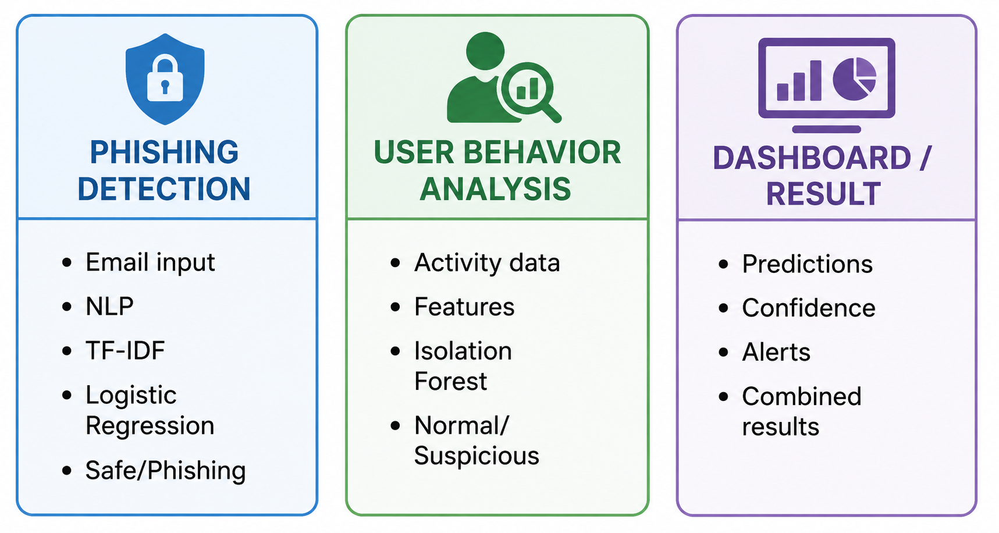 PHISHING
DETECTION
• Email input
• NLP
• TF-IDF
• Logistic
Regression
• Safe/Phishing
USER BEHAVIOR
ANALYSIS
• Activity data
• Features
• Isolation
Forest
• Normal/
Suspicious
DASHBOARD /
RESULT
• Predictions
• Confidence
• Alerts
• Combined
results